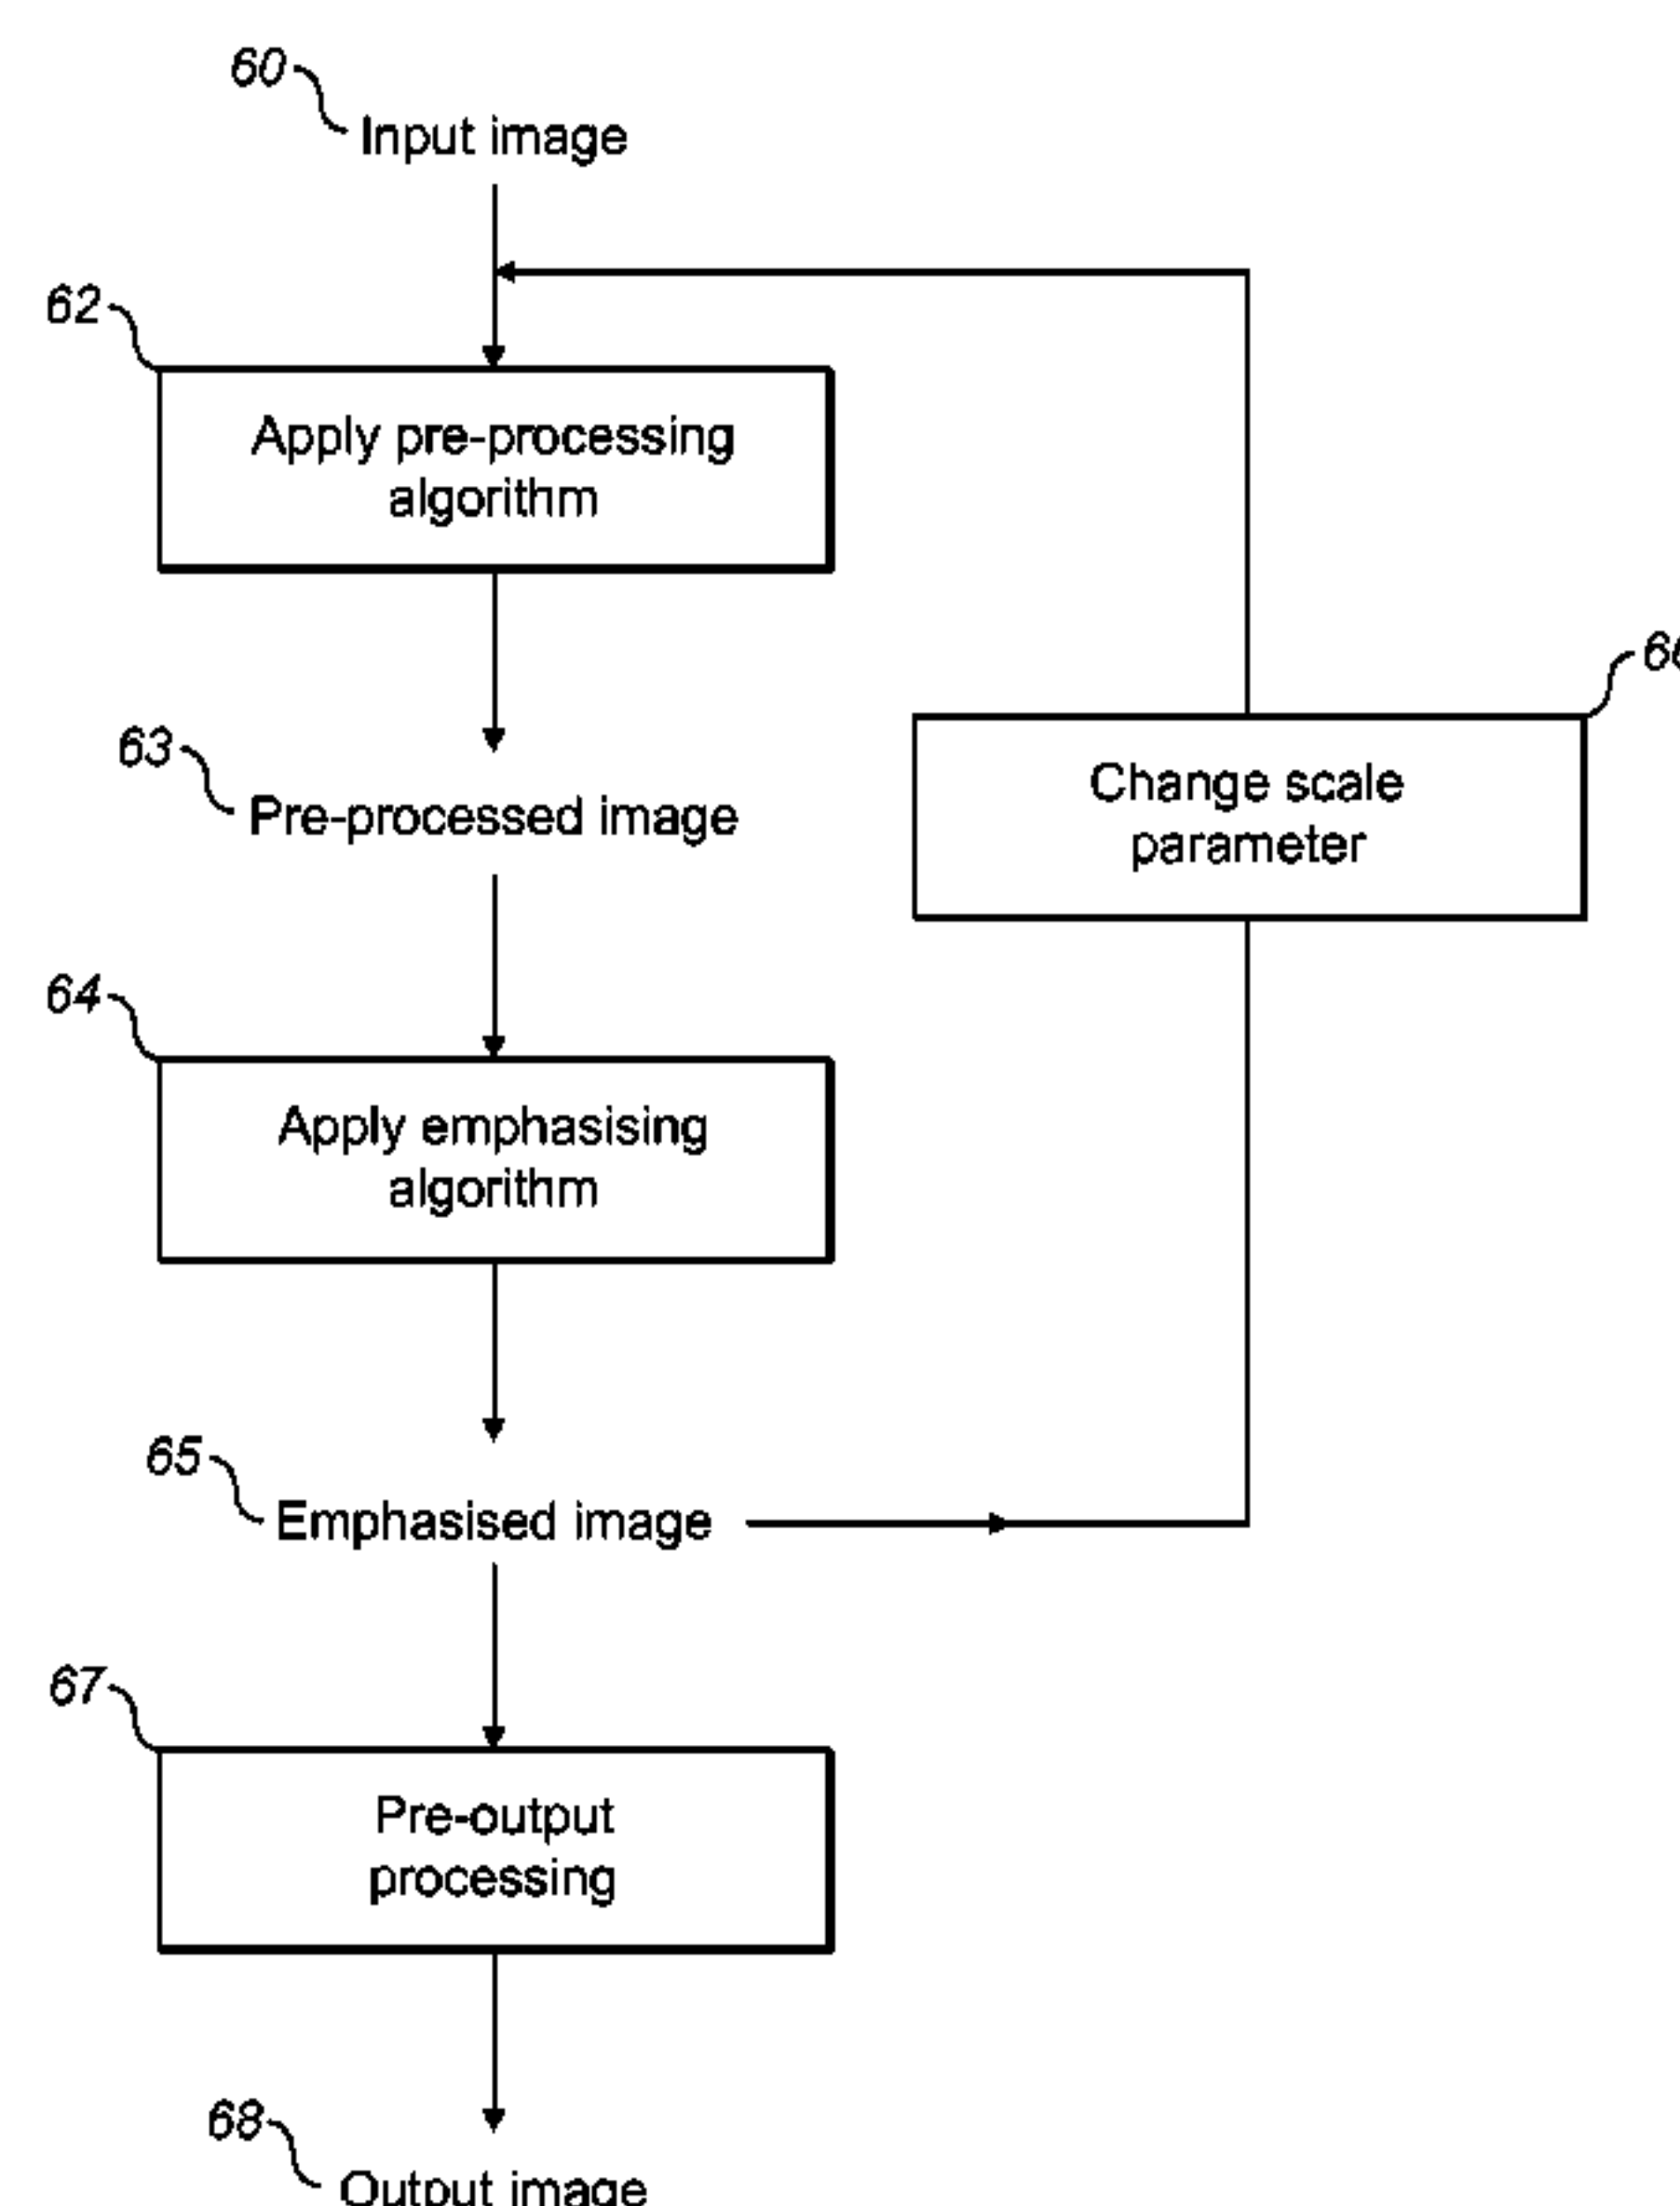 60
Input image
62
Apply pre-processing
algorithm
63
Pre-processed image
Change scale
parameter
64
Apply emphasising
algorithm
65
Emphasised image
67
Pre-output
processing
68
Output image